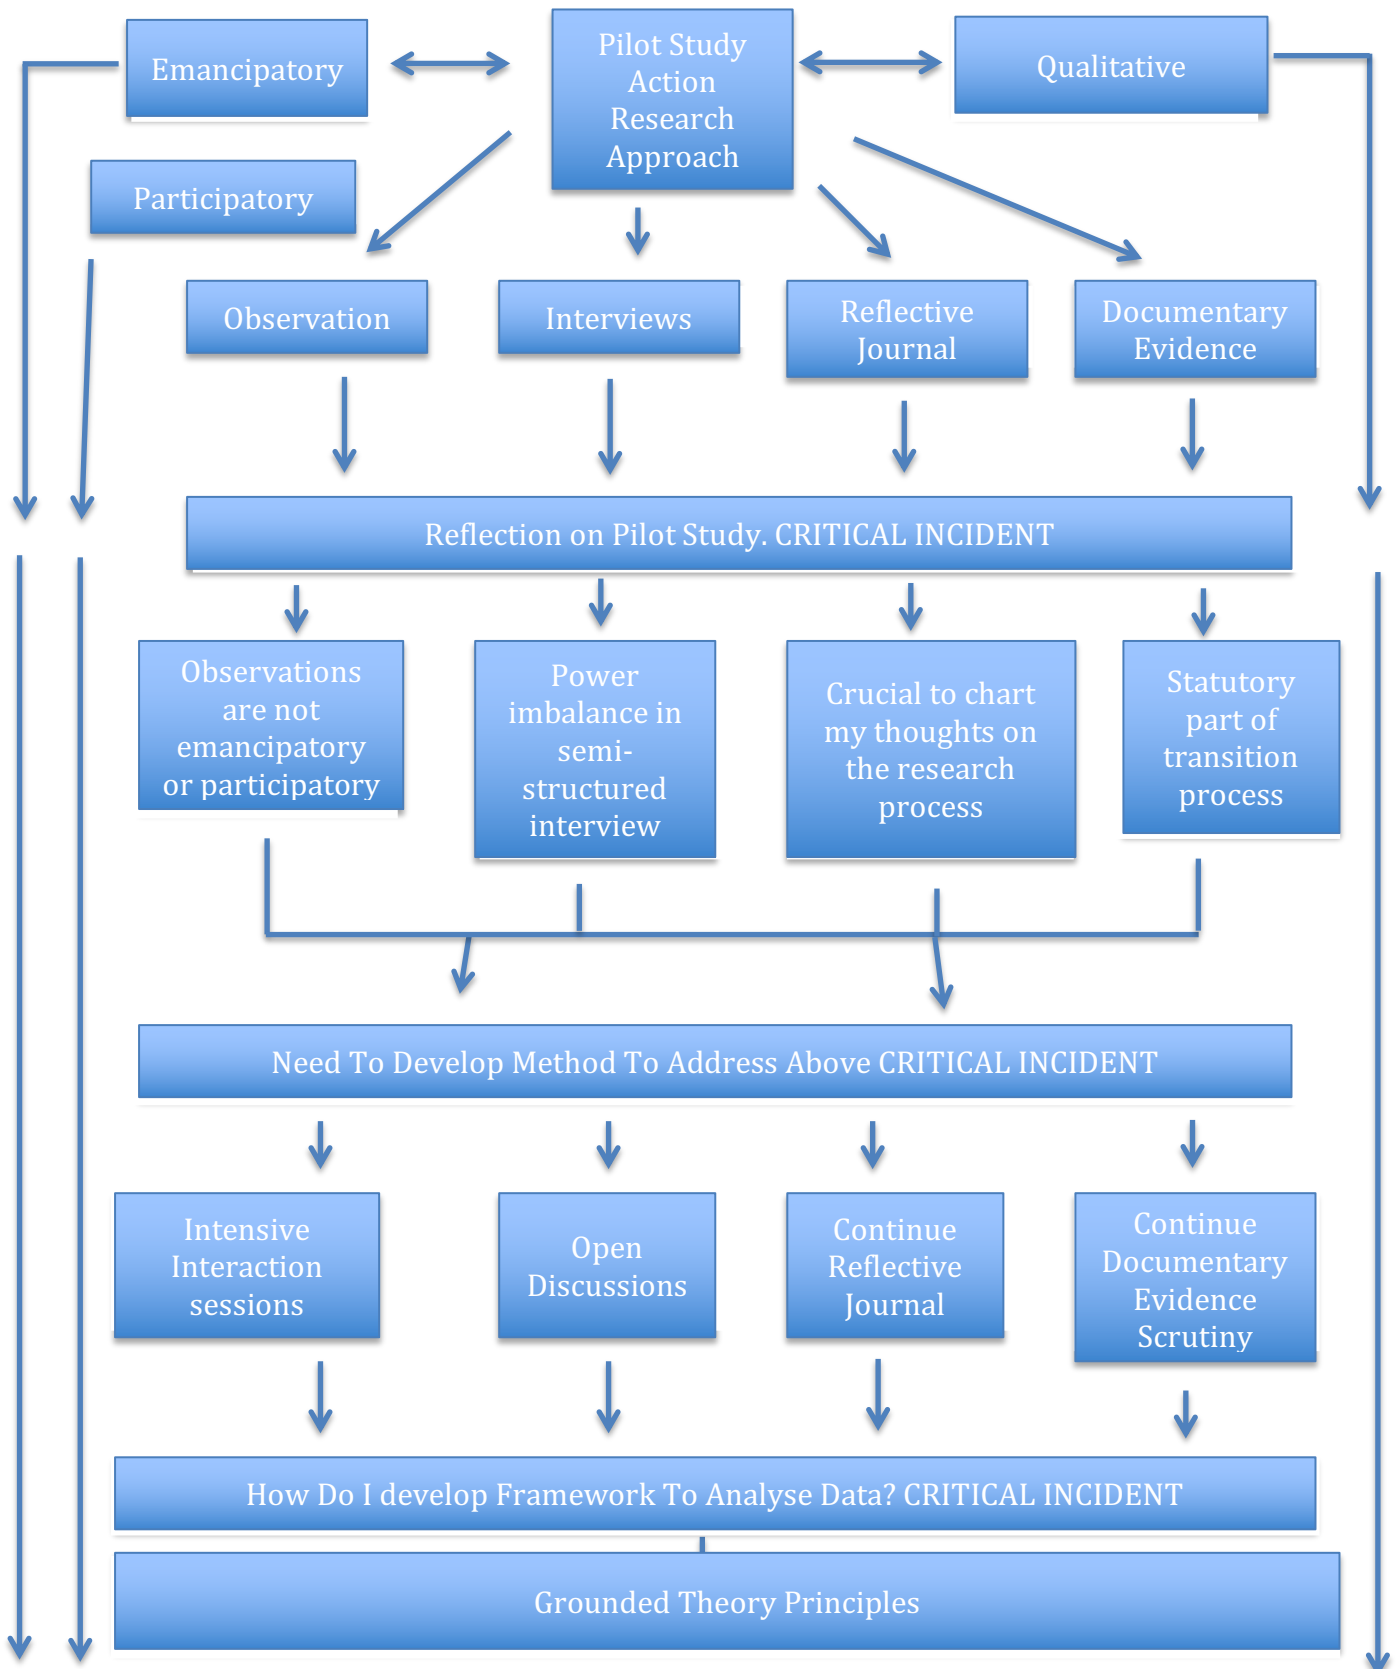 Emancipatory
Pilot Study
Action
Research
Approach
Qualitative
Participatory
Observation
Interviews
Reflective
Journal
Documentary
Evidence
Reflection on Pilot Study. CRITICAL INCIDENT
Observations
are not
emancipatory
or participatory
Power
imbalance in
semi-
structured
interview
Crucial to chart
my thoughts on
the research
process
Statutory
part of
transition
process
Need To Develop Method To Address Above CRITICAL INCIDENT
Intensive
Interaction
sessions
Open
Discussions
Continue
Reflective
Journal
Continue
Documentary
Evidence
Scrutiny
How Do I develop Framework To Analyse Data? CRITICAL INCIDENT
Grounded Theory Principles